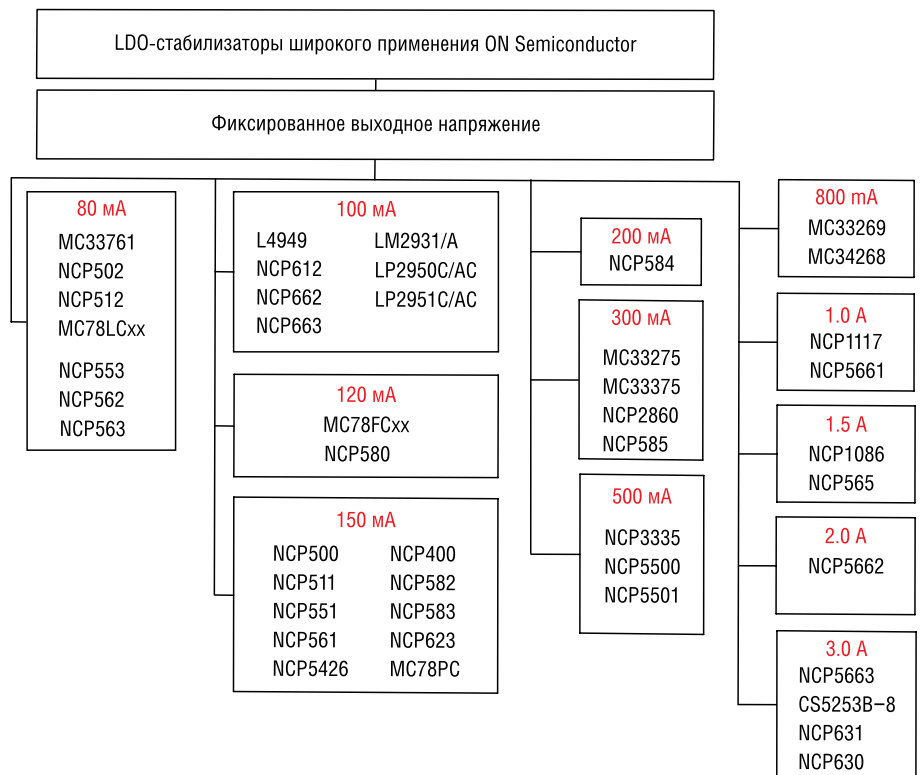 LDO-стабилизаторы широкого применения ON Semiconductor
Фиксированное выходное напряжение
80 мА
MC33761
NCP502
NCP512
MC78LCxx
NCP553
NCP562
NCP563
100 мА
L4949
NCP612
NCP662
NCP663
LM2931/A
LP2950C/AC
LP2951C/AC
120 мА
MC78FCxx
NCP580
150 мА
NCP500
NCP511
NCP551
NCP561
NCP5426
NCP400
NCP582
NCP583
NCP623
MC78PC
200 мА
NCP584
300 мА
MC33275
MC33375
NCP2860
NCP585
500 мА
NCP3335
NCP5500
NCP5501
800 mA
MC33269
MC34268
1.0 A
NCP1117
NCP5661
1.5 A
NCP1086
NCP565
2.0 A
NCP5662
3.0 A
NCP5663
CS5253B–8
NCP631
NCP630